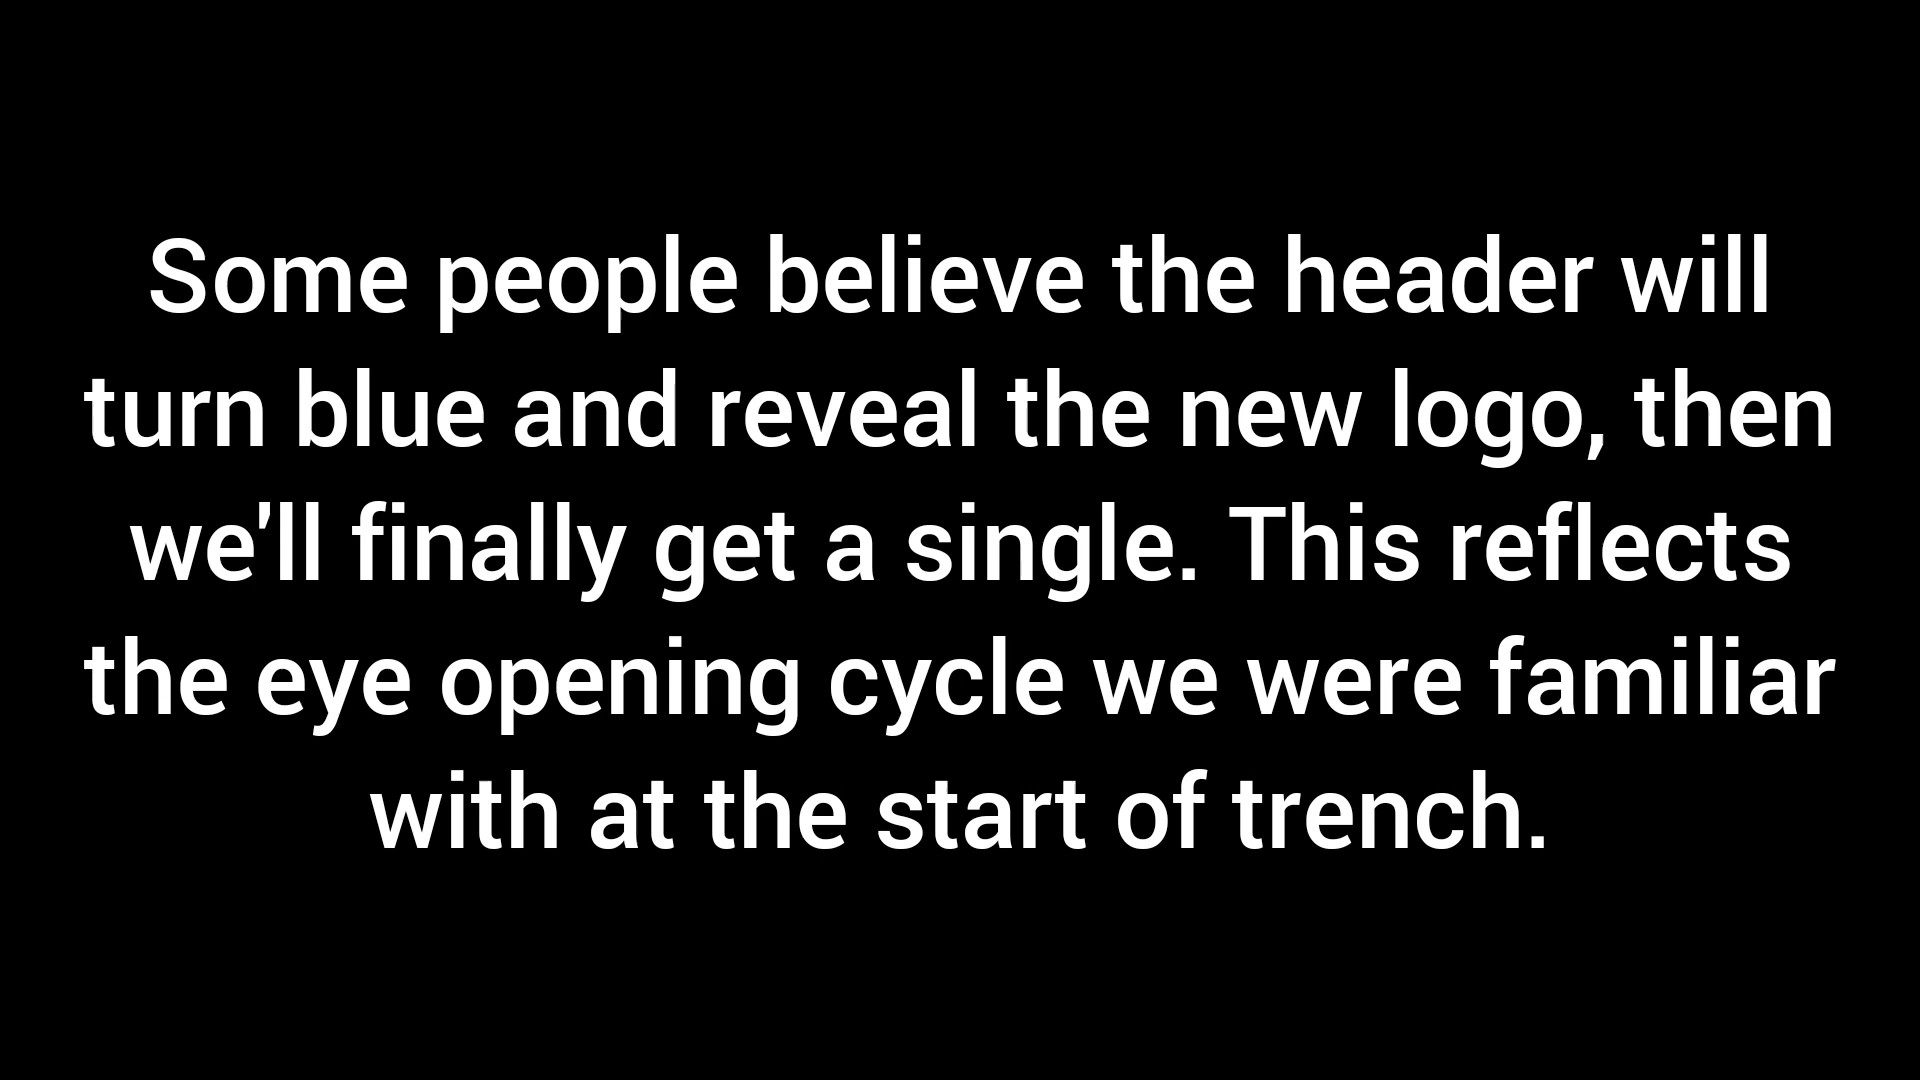 Some people believe the header will
turn blue and reveal the new logo, then
we'll finally get a single. This reflects
the eye opening cycle we were familiar
with at the start of trench.